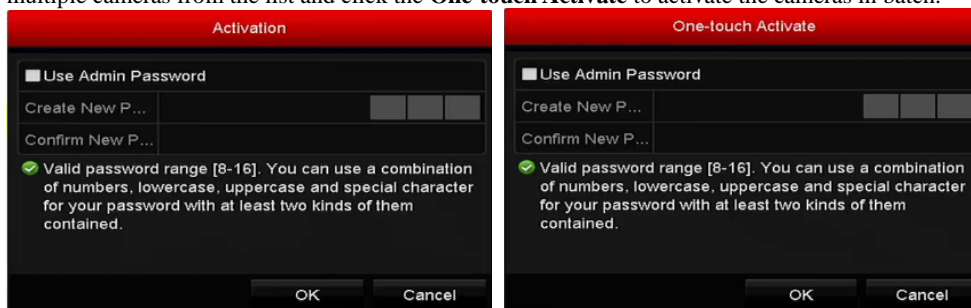 multiple cameras from the list and click the One-touch Activate to activate the cameras in batch.
Activation
Use Admin Password
Create New P...
Confirm New P...
Valid password range [8-16]. You can use a combination
of numbers, lowercase, uppercase and special character
for your password with at least two kinds of them
contained.
OK Cancel
One-touch Activate
Use Admin Password
Create New P...
Confirm New P...
Valid password range [8-16]. You can use a combination
of numbers, lowercase, uppercase and special character
for your password with at least two kinds of them
contained.
OK Cancel